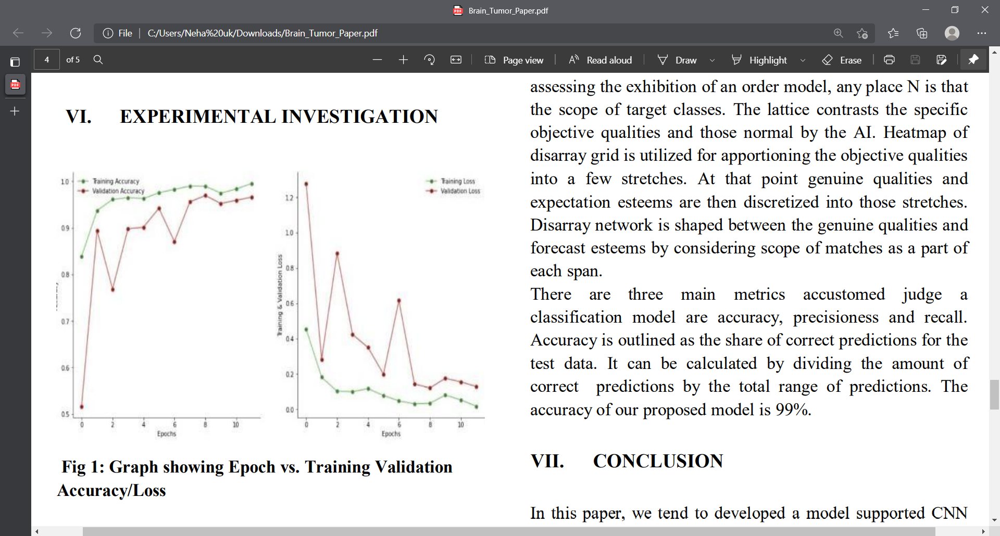 Brain_Tumor_Paper.pdf
File
C:/Users/Neha%20uk/Downloads/Brain_Tumor_Paper.pdf
4 of 5
Page view
Read aloud
Draw
Highlight
Erase
VI. EXPERIMENTAL INVESTIGATION
Training Accuracy
Validation Accuracy
1.0
0.9
0.8
0.7
0.6
0.5
0 2 4 6 8 10
Epochs
Training Loss
Validation Loss
Training & Validation Loss
1.2
1.0
0.8
0.6
0.4
0.2
0.0
0 2 4 6 8 10
Epochs
Fig 1: Graph showing Epoch vs. Training Validation
Accuracy/Loss
assessing the exhibition of an order model, any place N is that
the scope of target classes. The lattice contrasts the specific
objective qualities and those normal by the AI. Heatmap of
disarray grid is utilized for apportioning the objective qualities
into a few stretches. At that point genuine qualities and
expectation esteems are then discretized into those stretches.
Disarray network is shaped between the genuine qualities and
forecast esteems by considering scope of matches as a part of
each span.
There are three main metrics accustomed judge a
classification model are accuracy, precisioness and recall.
Accuracy is outlined as the share of correct predictions for the
test data. It can be calculated by dividing the amount of
correct predictions by the total range of predictions. The
accuracy of our proposed model is 99%.
VII. CONCLUSION
In this paper, we tend to developed a model supported CNN